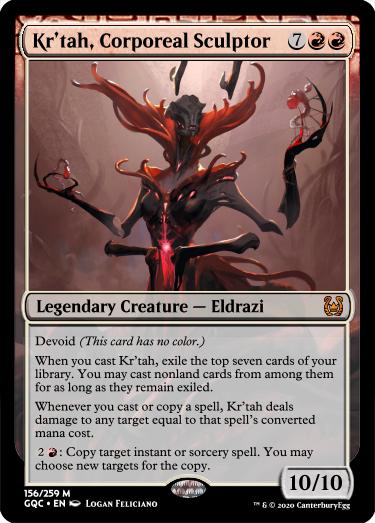 Kr'tah, Corporeal Sculptor 7
Legendary Creature — Eldrazi
Devoid (This card has no color.)
When you cast Kr'tah, exile the top seven cards of your
library. You may cast nonland cards from among them
for as long as they remain exiled.
Whenever you cast or copy a spell, Kr'tah deals
damage to any target equal to that spell's converted
mana cost.
2 : Copy target instant or sorcery spell. You may
choose new targets for the copy.
10/10
156/259 M
GQC • EN Logan Feliciano
™ & © 2020 CanterburyEgg